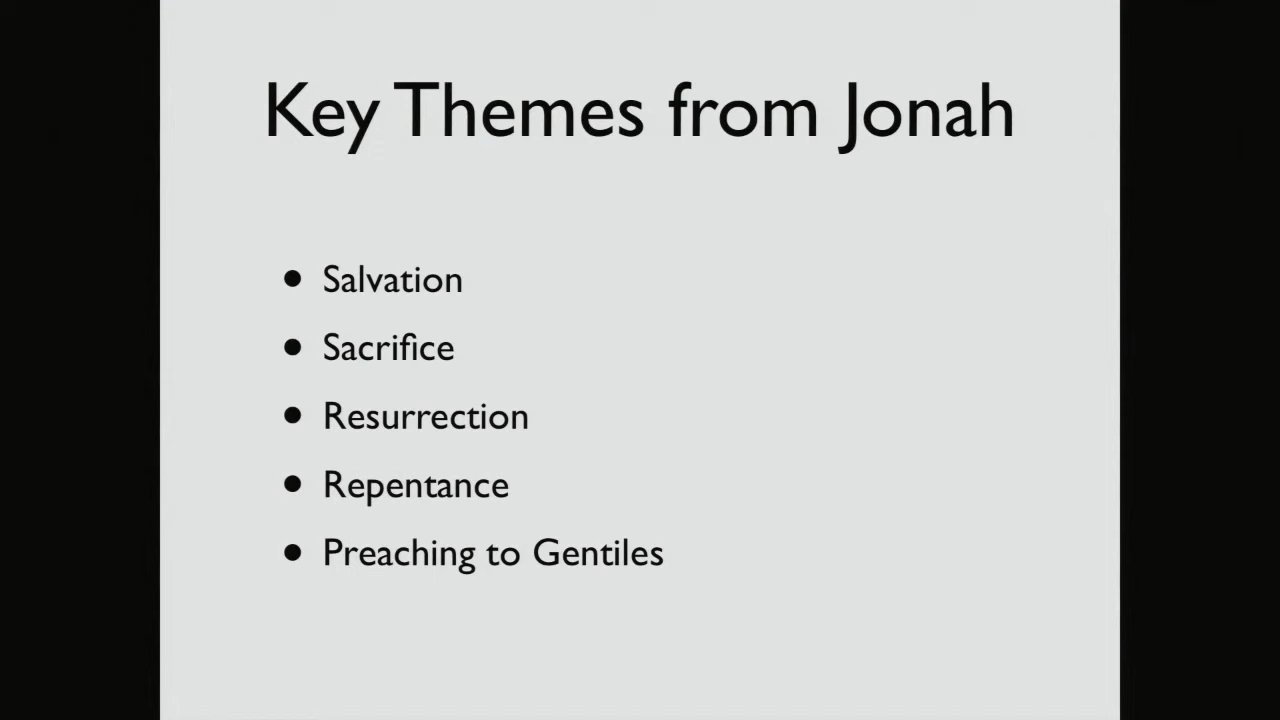 Key Themes from Jonah
• Salvation
• Sacrifice
• Resurrection
• Repentance
• Preaching to Gentiles